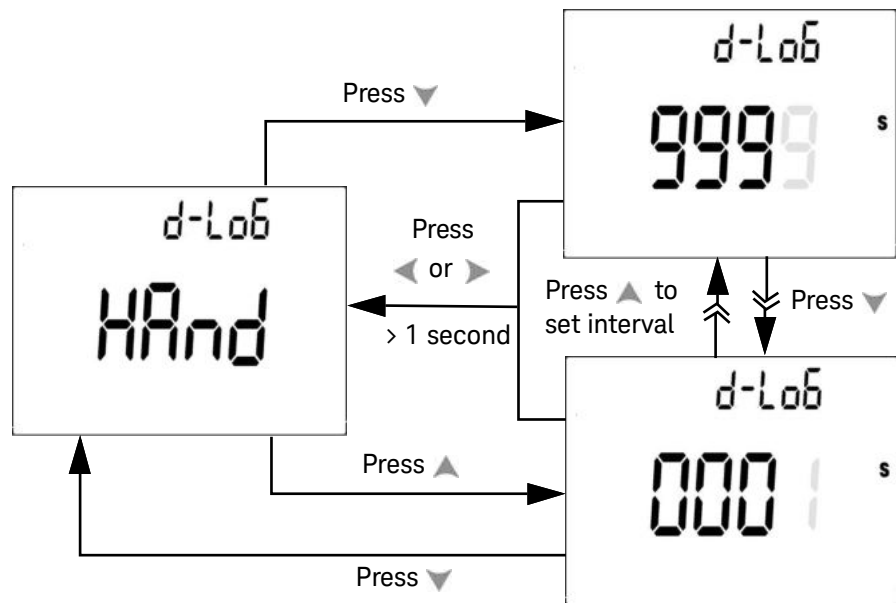 d-LoG
Press
9999
s
d-LoG
HAnd
Press
or
> 1 second
Press to
set interval
Press
d-LoG
0001
s
Press
Press